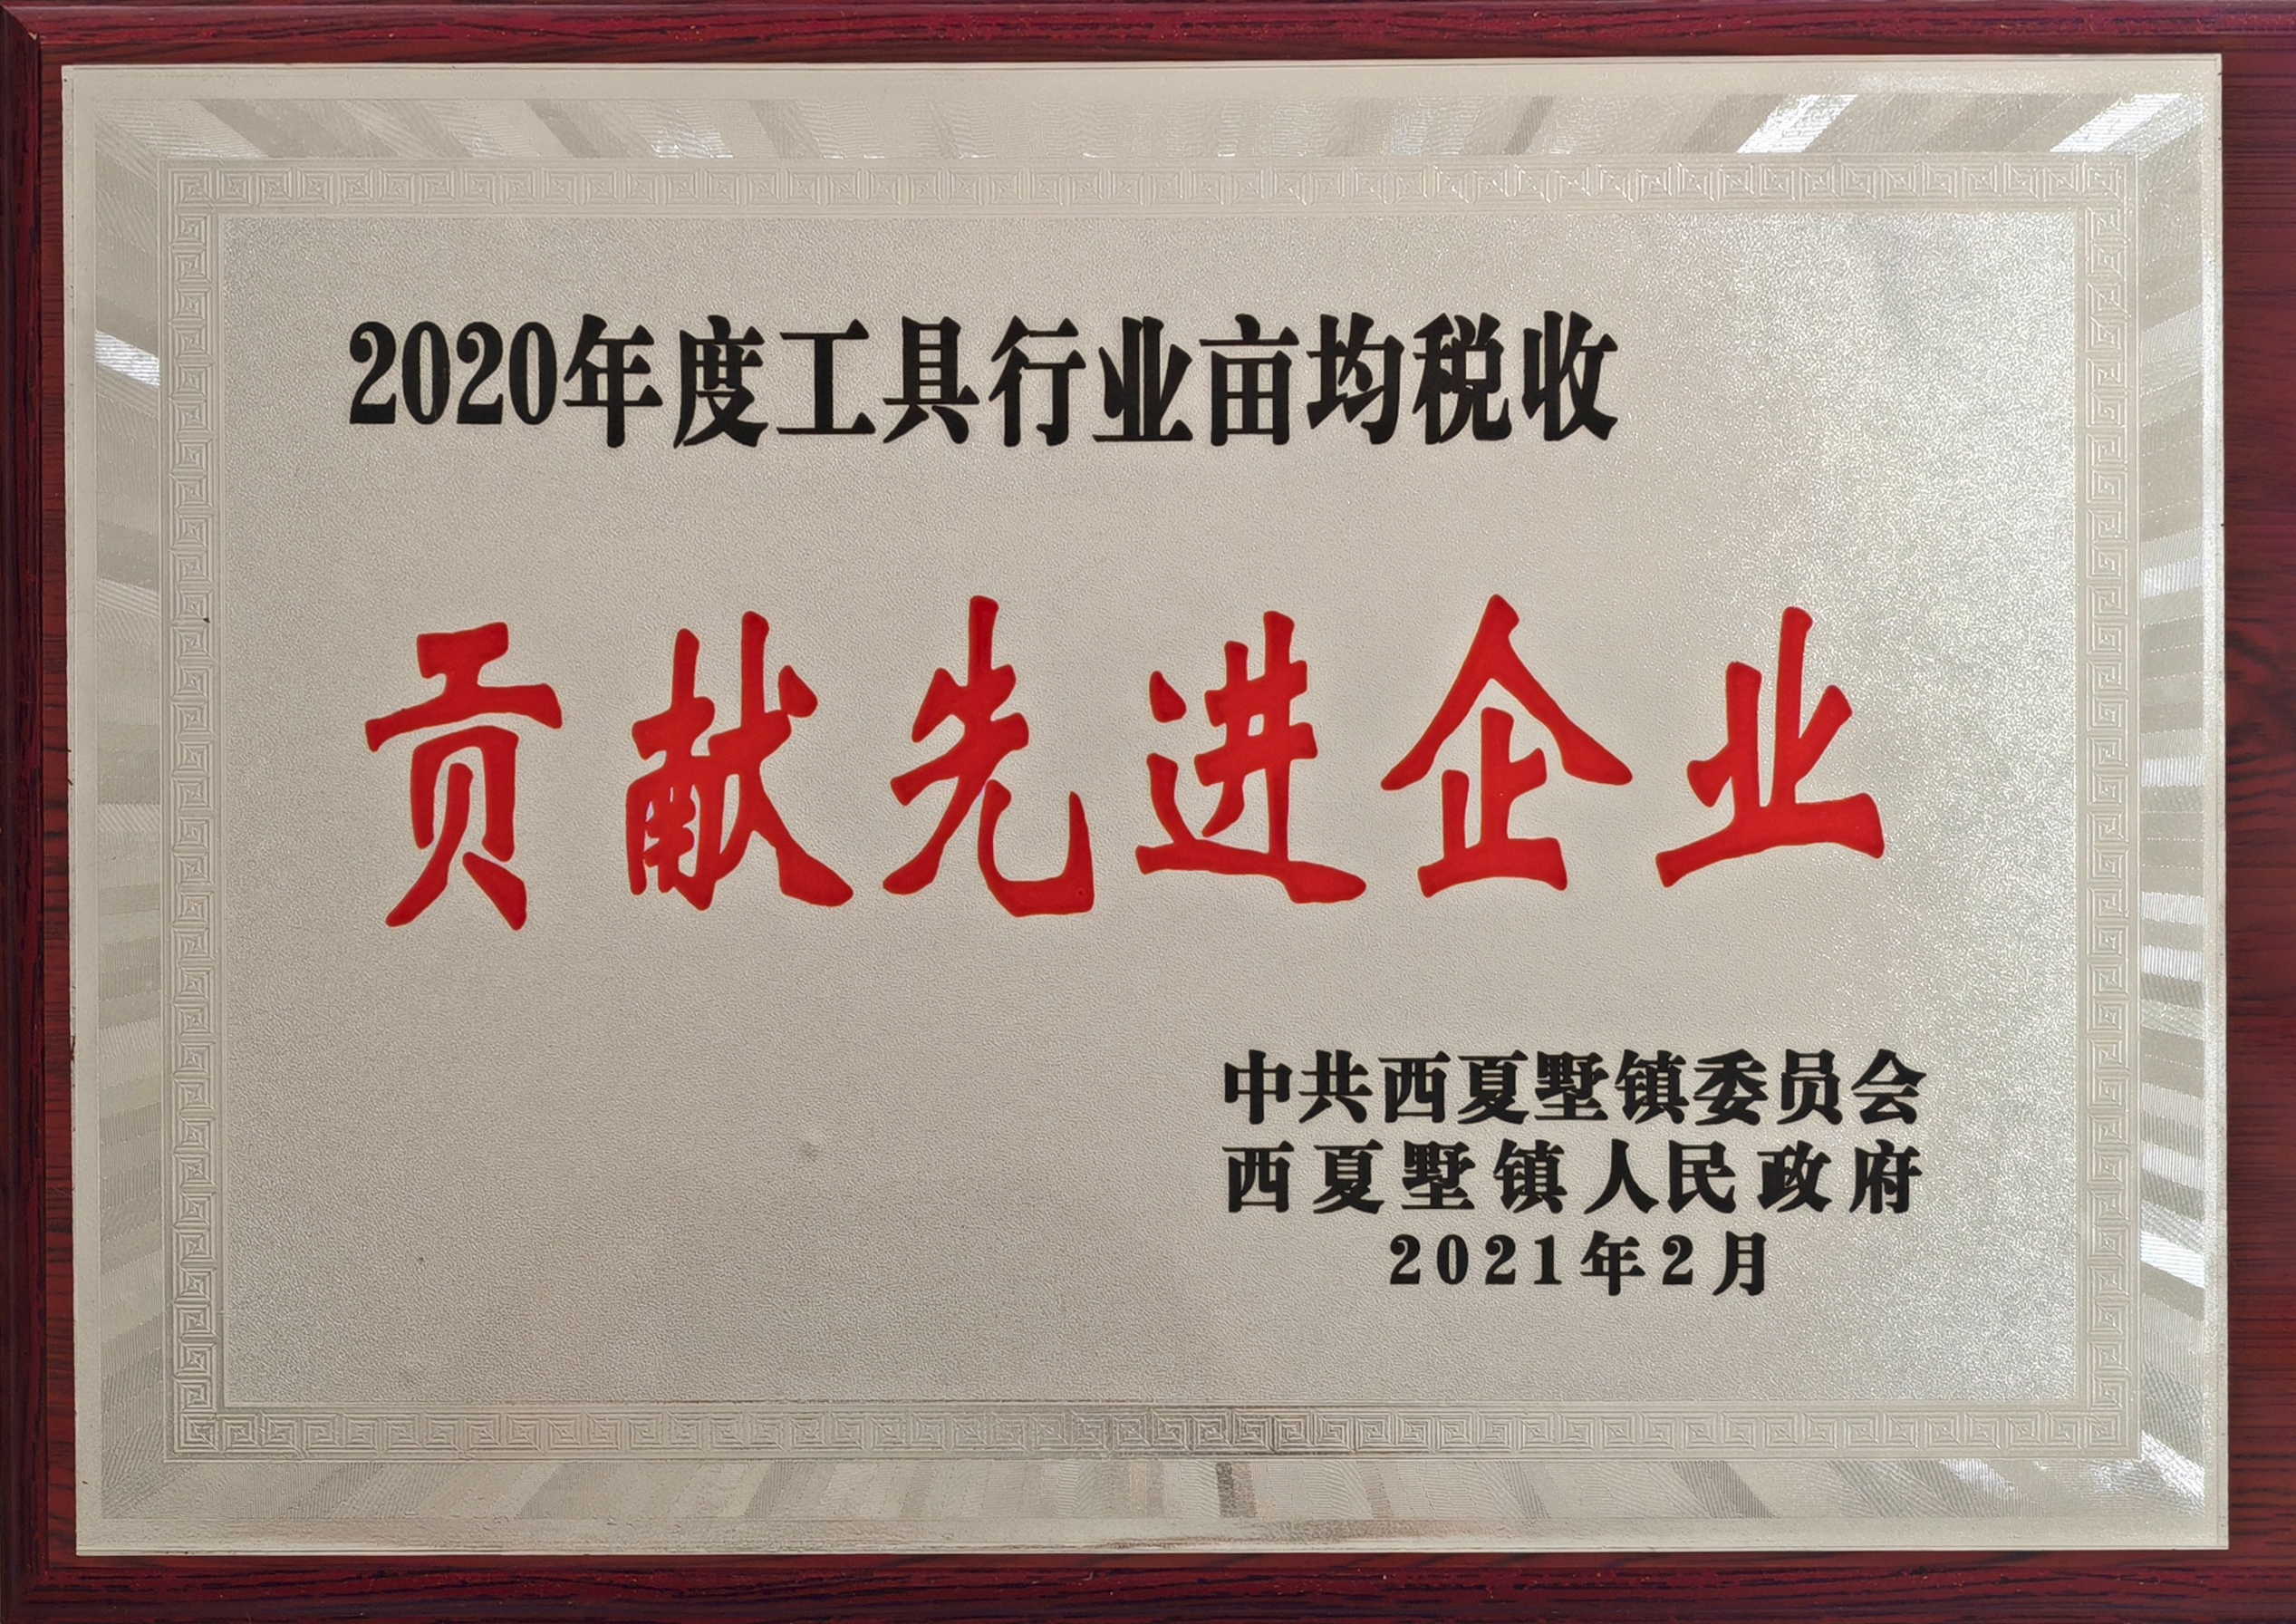 2020年度工具行业亩均税收
贡献先进企业
中共西夏墅镇委员会
西夏墅镇人民政府
2021年2月